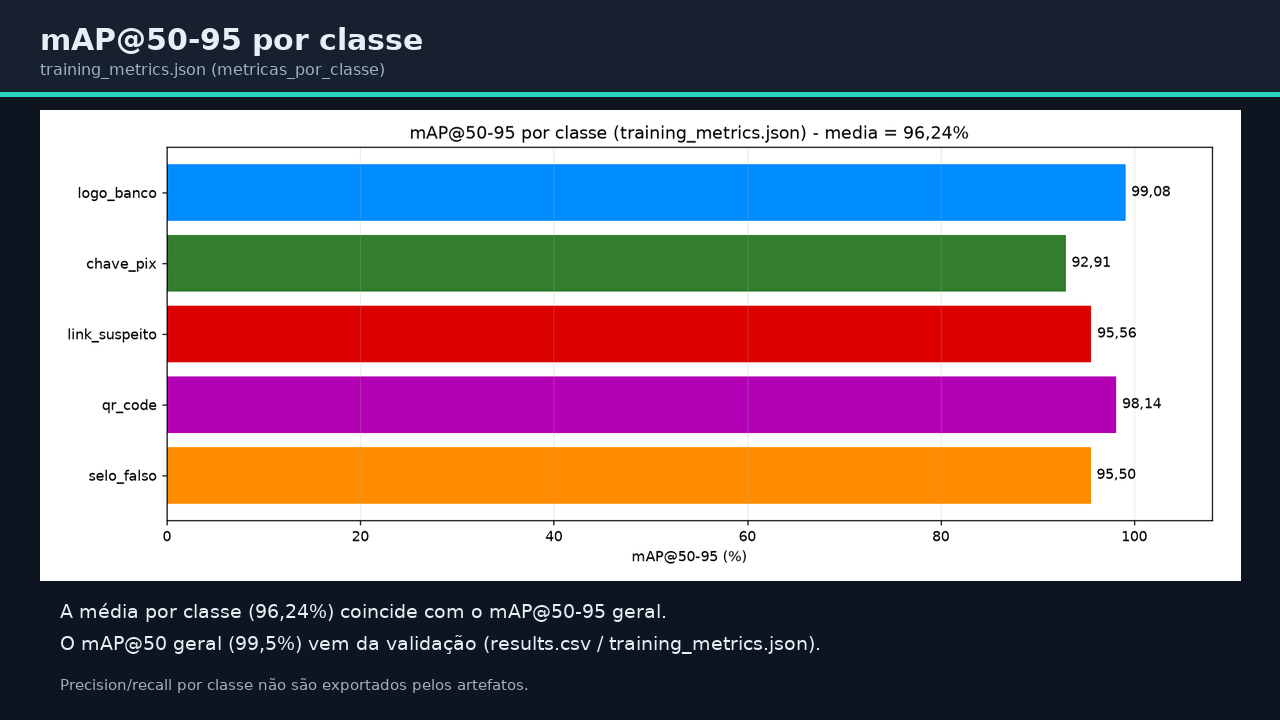 mAP@50-95 por classe
training_metrics.json (metricas_por_classe)
mAP@50-95 por classe (training_metrics.json) - media = 96,24%
logo_banco 99,08
chave_pix 92,91
link_suspeito 95,56
qr_code 98,14
selo_falso 95,50
0 20 40 60 80 100
mAP@50-95 (%)
A média por classe (96,24%) coincide com o mAP@50-95 geral.
O mAP@50 geral (99,5%) vem da validação (results.csv / training_metrics.json).
Precision/recall por classe não são exportados pelos artefatos.